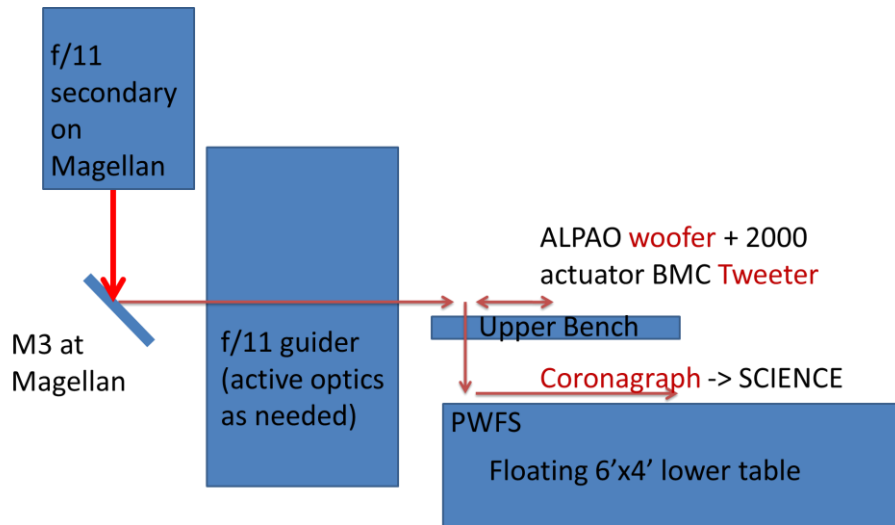 f/11
secondary
on
Magellan
M3 at
Magellan
f/11 guider
(active optics
as needed)
ALPAO woofer + 2000
actuator BMC Tweeter
Upper Bench
Coronagraph -> SCIENCE
PWFS
Floating 6’x4’ lower table